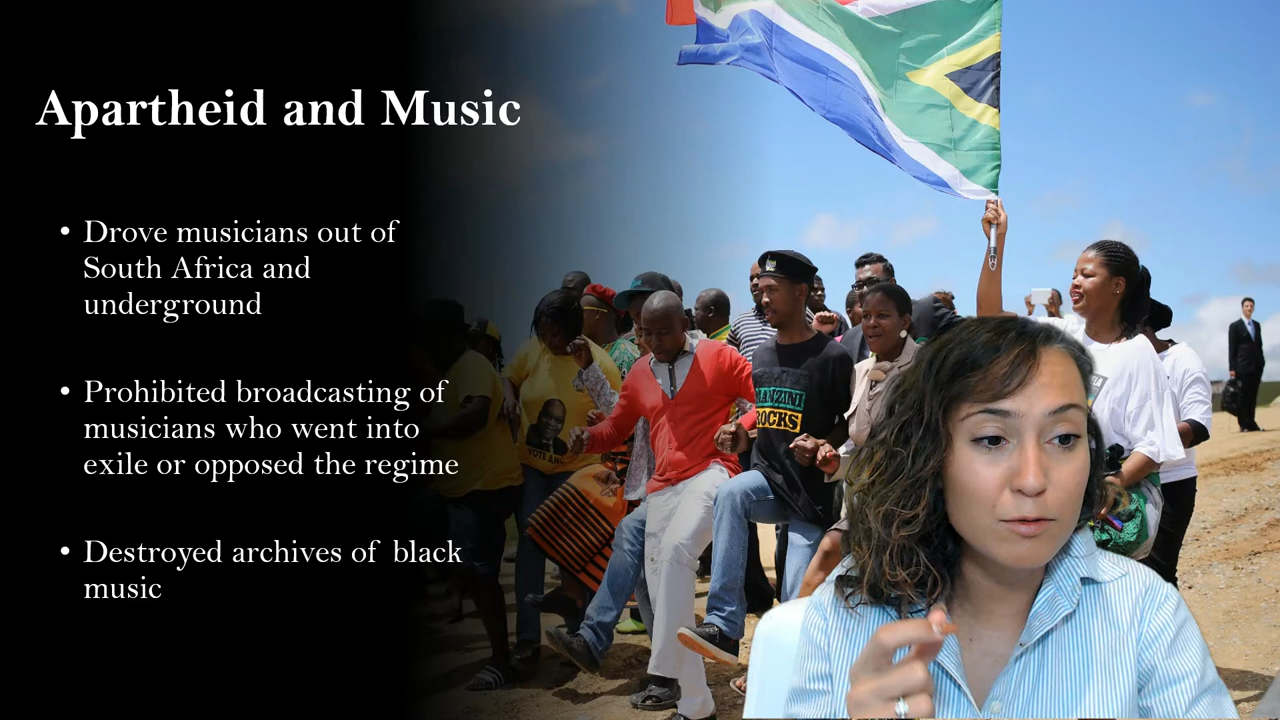 Apartheid and Music
• Drove musicians out of
South Africa and
underground
• Prohibited broadcasting of
musicians who went into
exile or opposed the regime
• Destroyed archives of black
music
ROCKS